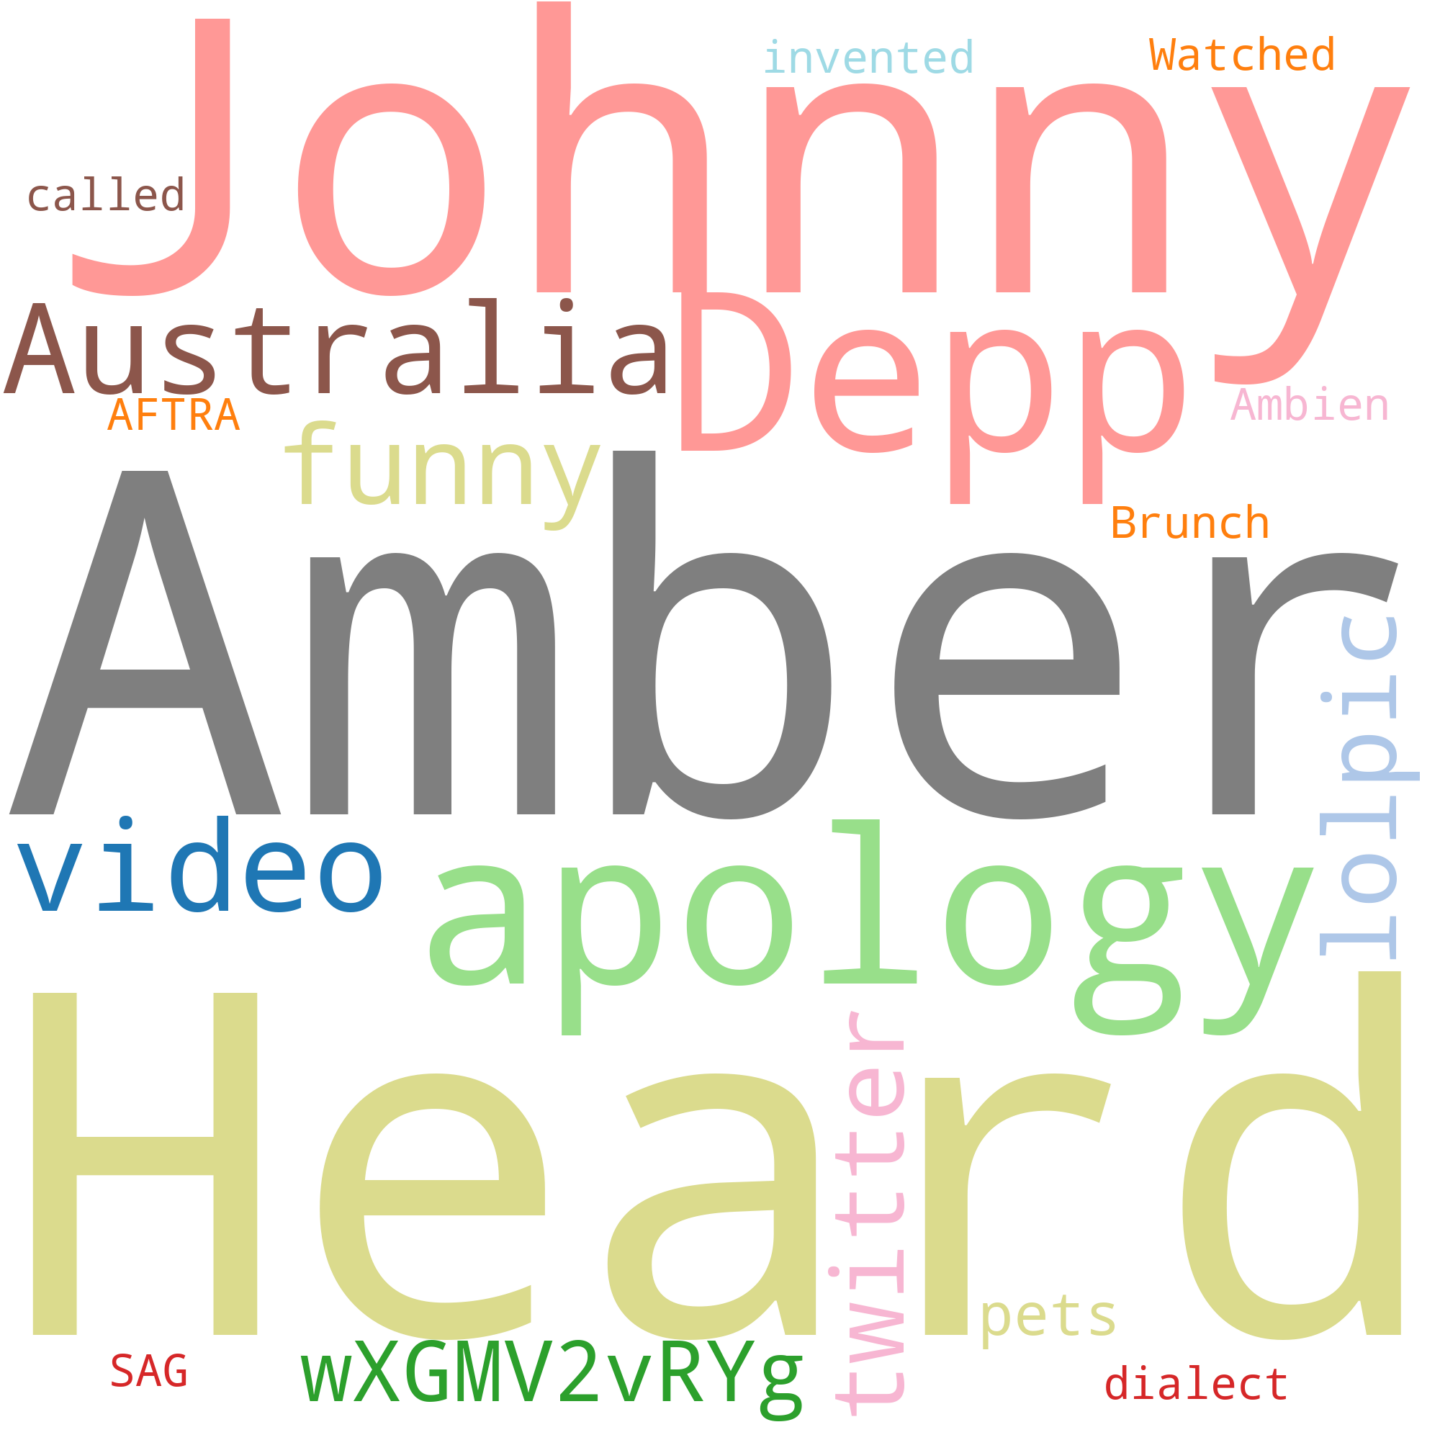 invented
Watched
Johnny
called
Australia
Depp
AFTRA
Ambien
funny
Brunch
Amber
lolpic
video
apology
Heard
twitter
pets
SAG
wXGMV2vRYg
dialect